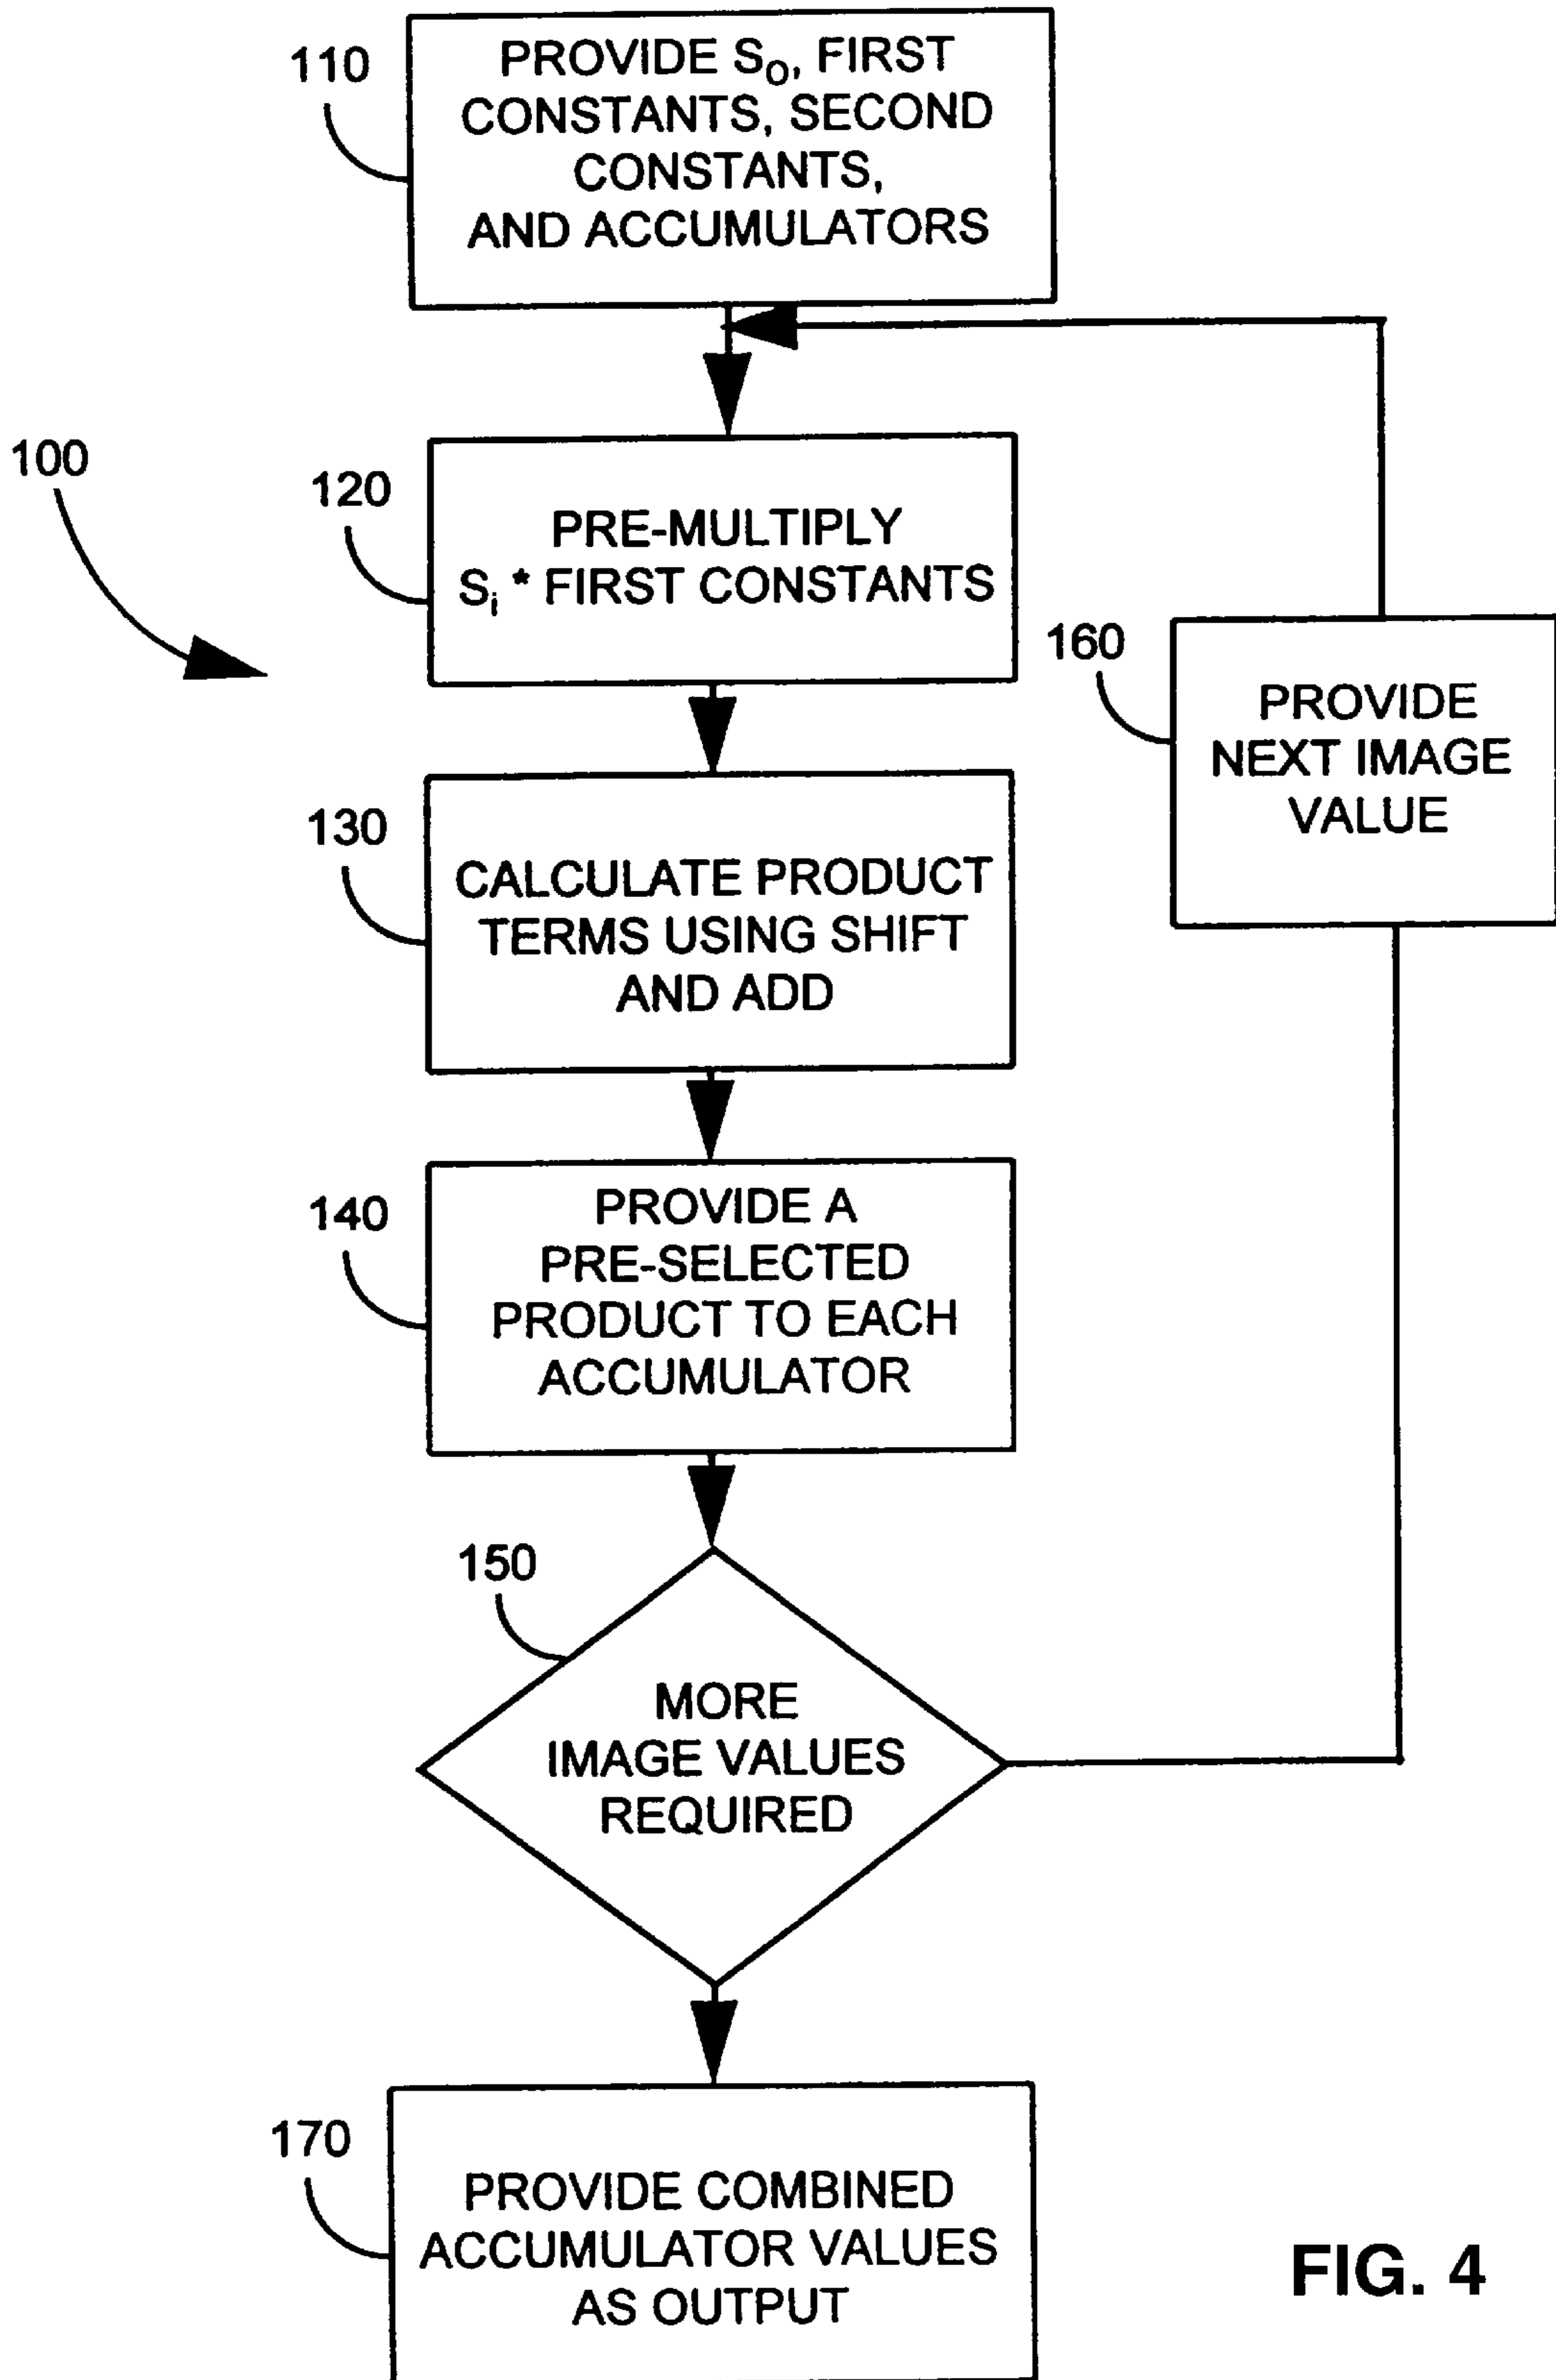 110
PROVIDE S₀, FIRST
CONSTANTS, SECOND
CONSTANTS,
AND ACCUMULATORS
100
120
PRE-MULTIPLY
Sᵢ * FIRST CONSTANTS
160
PROVIDE
NEXT IMAGE
VALUE
130
CALCULATE PRODUCT
TERMS USING SHIFT
AND ADD
140
PROVIDE A
PRE-SELECTED
PRODUCT TO EACH
ACCUMULATOR
150
MORE
IMAGE VALUES
REQUIRED
170
PROVIDE COMBINED
ACCUMULATOR VALUES
AS OUTPUT
FIG. 4